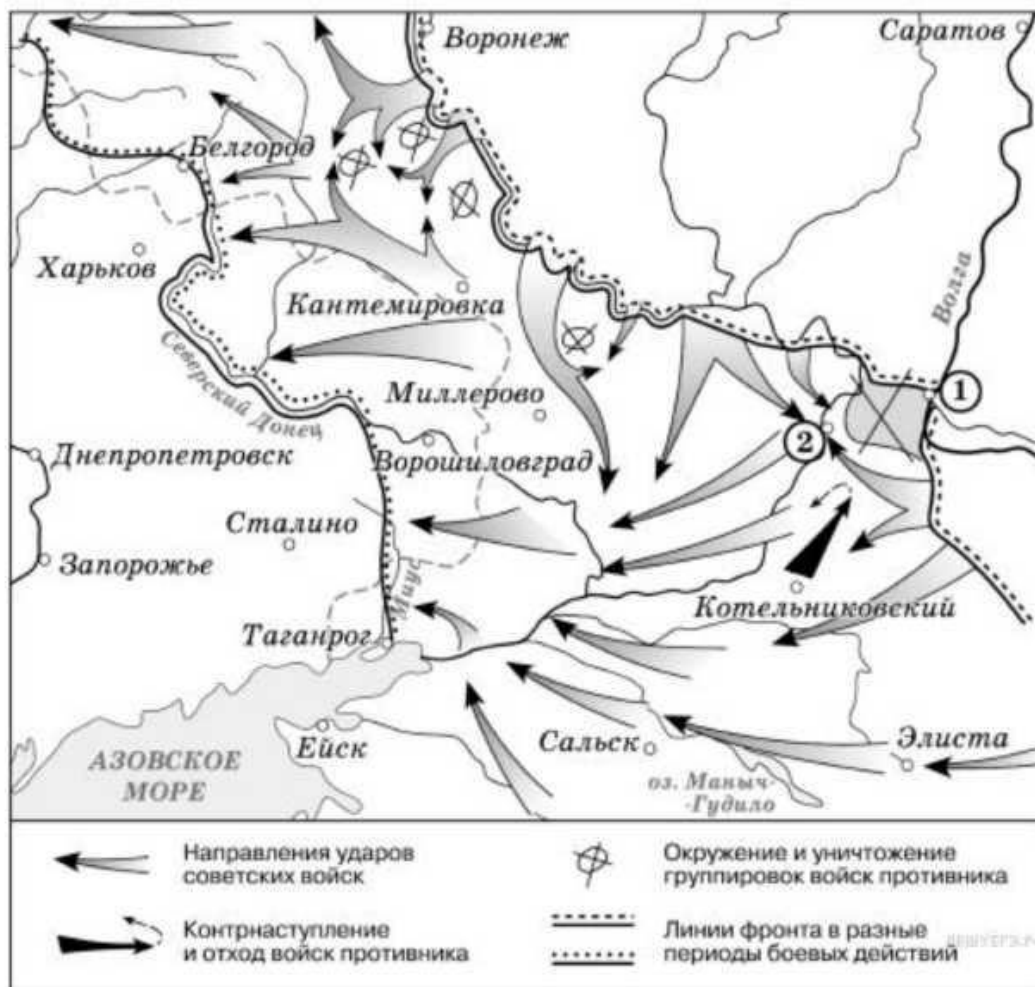 Воронеж
Саратов
Белгород
Харьков
Волга
Кантемировка
Северский Донец
Миллерово
1
2
Днепропетровск
Ворошиловград
Сталино
Запорожье
Миус
Котельниковский
Таганрог
Ейск
Сальск
Элиста
АЗОВСКОЕ
МОРЕ
оз. Маныч-
-Гудило
Направления ударов
советских войск
Окружение и уничтожение
группировок войск противника
Контрнаступление
и отход войск противника
Линии фронта в разные
периоды боевых действий